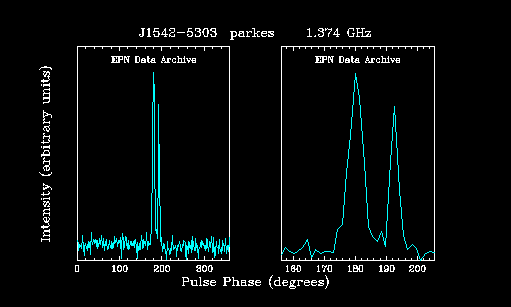 J1542-5303 parkes 1.374 GHz
EPN Data Archive EPN Data Archive
Intensity (arbitrary units)
0 100 200 300 160 170 180 190 200
Pulse Phase (degrees)